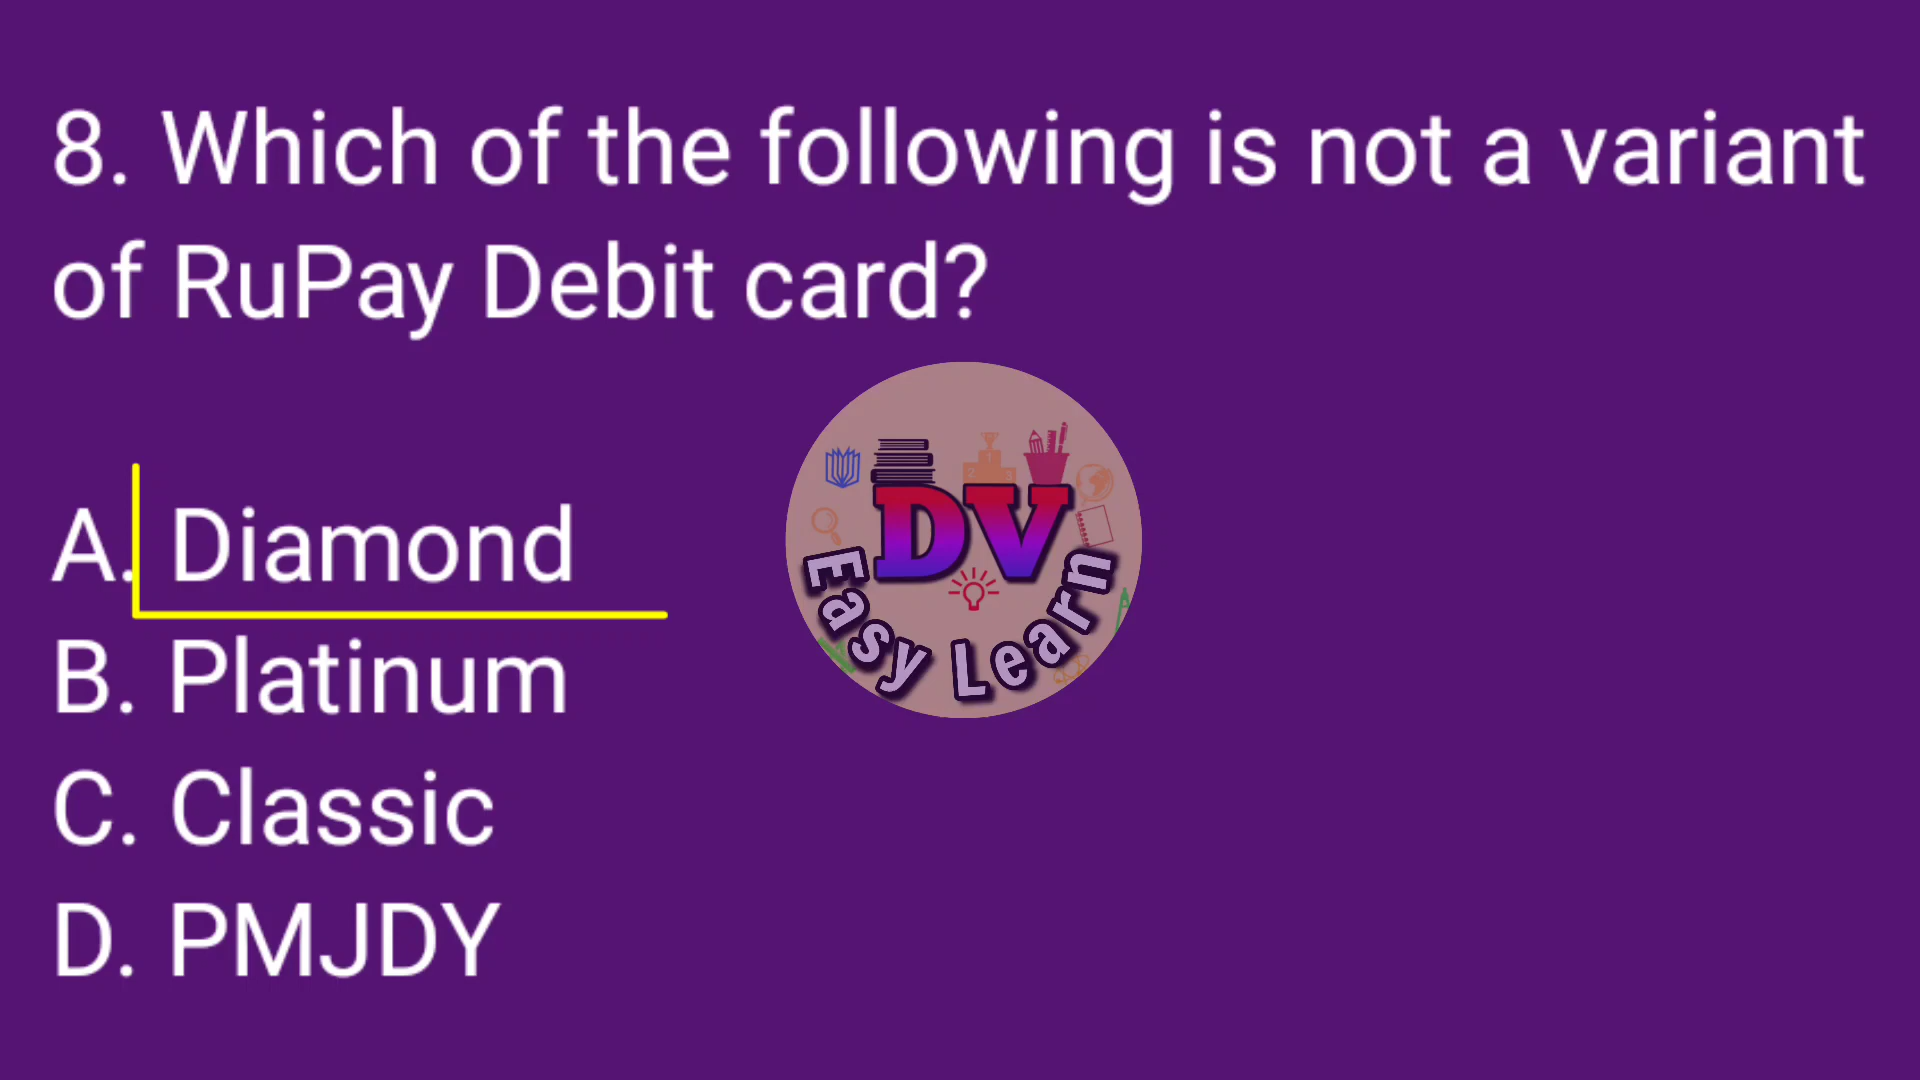 8. Which of the following is not a variant
of RuPay Debit card?
DV
Easy Learn
A. Diamond
B. Platinum
C. Classic
D. PMJDY